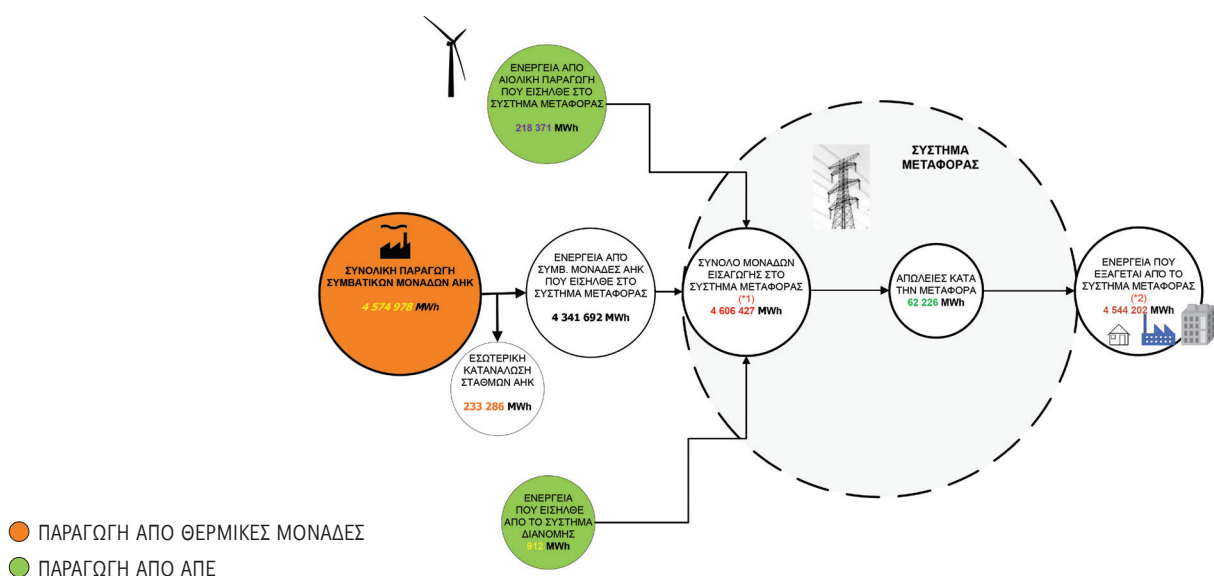 ΕΝΕΡΓΕΙΑ ΑΠΟ
ΑΙΟΛΙΚΗ ΠΑΡΑΓΩΓΗ
ΠΟΥ ΕΙΣΗΛΘΕ ΣΤΟ
ΣΥΣΤΗΜΑ ΜΕΤΑΦΟΡΑΣ
218 371 MWh
ΣΥΣΤΗΜΑ
ΜΕΤΑΦΟΡΑΣ
ΣΥΝΟΛΙΚΗ ΠΑΡΑΓΩΓΗ
ΣΥΜΒΑΤΙΚΩΝ ΜΟΝΑΔΩΝ ΑΗΚ
4 574 978 MWh
ΕΝΕΡΓΕΙΑ ΑΠΟ
ΣΥΜΒ. ΜΟΝΑΔΕΣ ΑΗΚ
ΠΟΥ ΕΙΣΗΛΘΕ ΣΤΟ
ΣΥΣΤΗΜΑ ΜΕΤΑΦΟΡΑΣ
4 341 692 MWh
ΣΥΝΟΛΟ ΜΟΝΑΔΩΝ
ΕΙΣΑΓΩΓΗΣ ΣΤΟ
ΣΥΣΤΗΜΑ ΜΕΤΑΦΟΡΑΣ
(*1)
4 606 427 MWh
ΑΠΩΛΕΙΕΣ ΚΑΤΑ
ΤΗΝ ΜΕΤΑΦΟΡΑ
62 226 MWh
ΕΝΕΡΓΕΙΑ ΠΟΥ
ΕΞΑΓΕΤΑΙ ΑΠΟ ΤΟ
ΣΥΣΤΗΜΑ ΜΕΤΑΦΟΡΑΣ
(*2)
4 544 202 MWh
ΕΣΩΤΕΡΙΚΗ
ΚΑΤΑΝΑΛΩΣΗ
ΣΤΑΘΜΩΝ ΑΗΚ
233 286 MWh
ΕΝΕΡΓΕΙΑ
ΠΟΥ ΕΙΣΗΛΘΕ
ΑΠΟ ΤΟ ΣΥΣΤΗΜΑ
ΔΙΑΝΟΜΗΣ
912 MWh
ΠΑΡΑΓΩΓΗ ΑΠΟ ΘΕΡΜΙΚΕΣ ΜΟΝΑΔΕΣ
ΠΑΡΑΓΩΓΗ ΑΠΟ ΑΠΕ